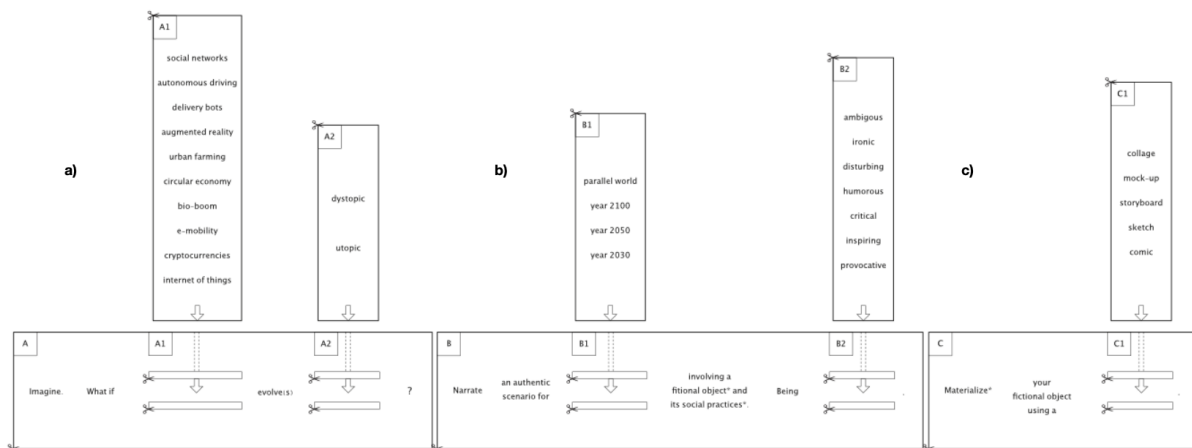 A1
social networks
autonomous driving
delivery bots
augmented reality
urban farming
circular economy
bio-boom
e-mobility
cryptocurrencies
internet of things
A2
dystopic
utopic
a)
B1
parallel world
year 2100
year 2050
year 2030
B2
ambigous
ironic
disturbing
humorous
critical
inspiring
provocative
b)
C1
collage
mock-up
storyboard
sketch
comic
c)
A
A1
A2
Imagine.
What if
evolve(s)
?
B
B1
B2
Narrate
an authentic
scenario for
involving a
fitional object* and
its social practices*.
Being
.
C
C1
Materialize*
your
fictional object
using a
.